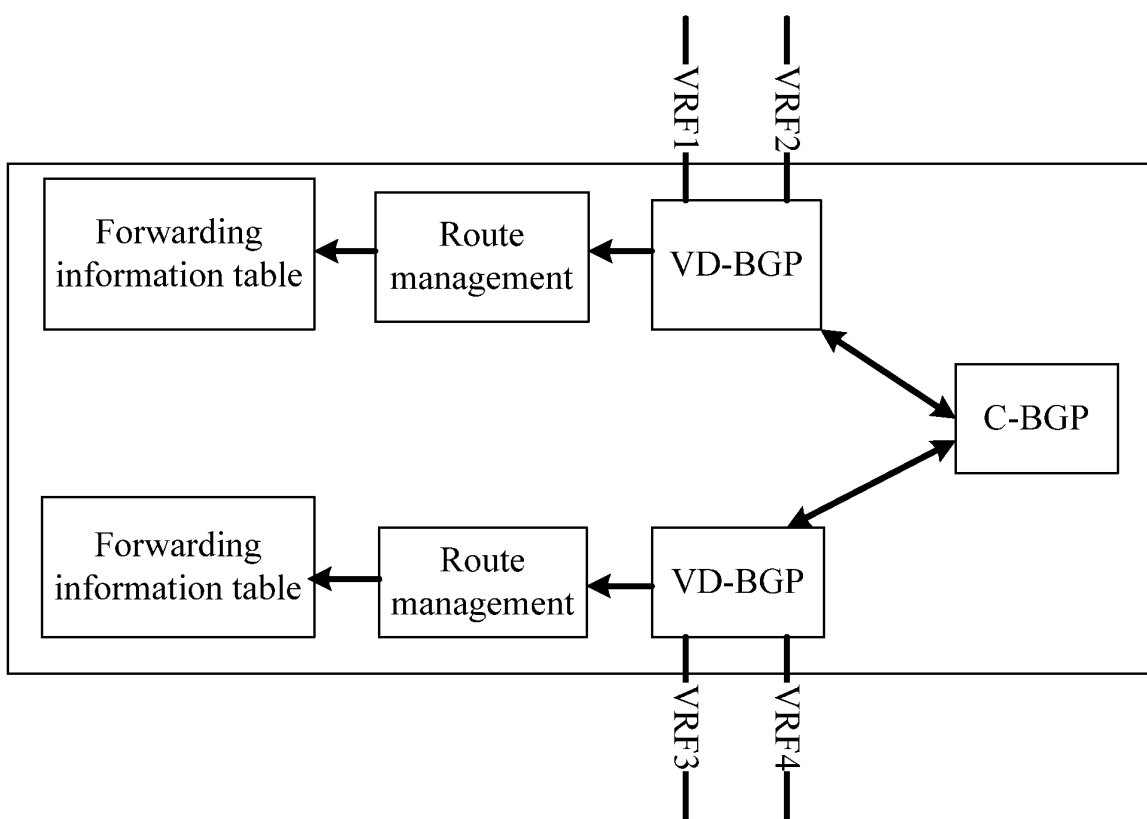 VRF1
VRF2
Forwarding
information table
Route
management
VD-BGP
C-BGP
Forwarding
information table
Route
management
VD-BGP
VRF3
VRF4